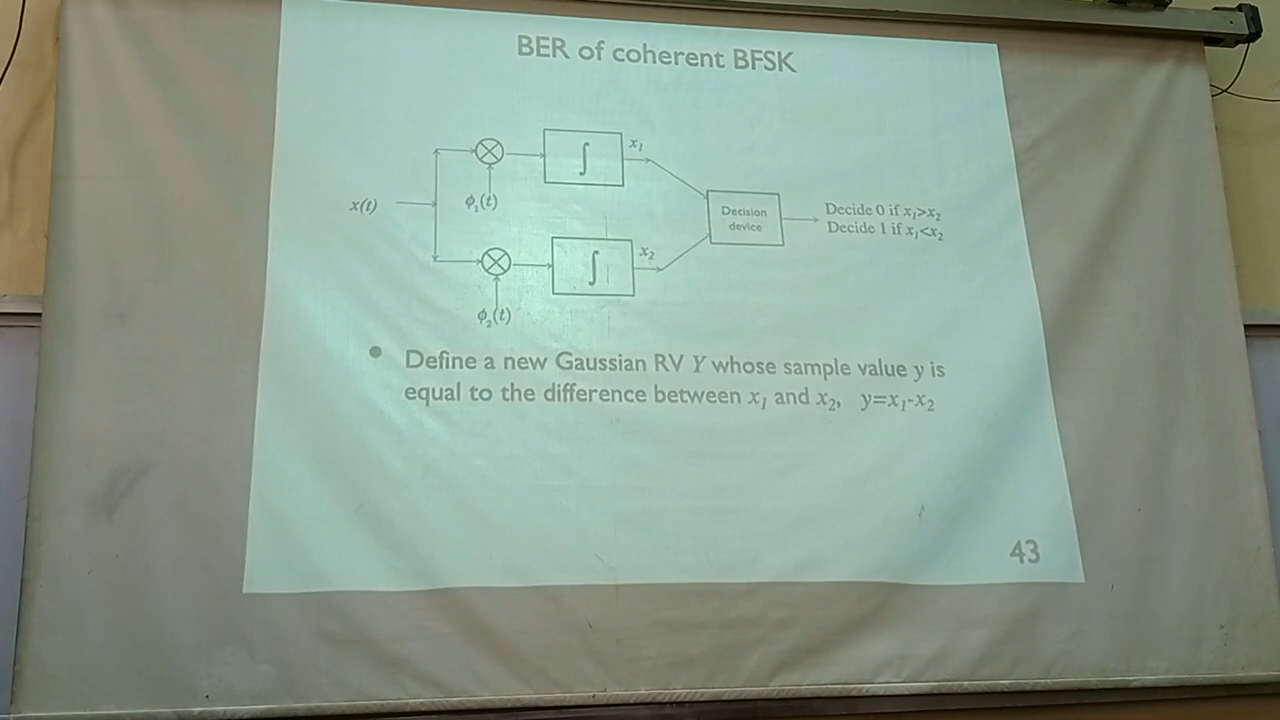 BER of coherent BFSK
x(t)
ϕ₁(t)
∫
x₁
ϕ₂(t)
∫
x₂
Decision
device
Decide 0 if x₁>x₂
Decide 1 if x₁<x₂
• Define a new Gaussian RV Y whose sample value y is
equal to the difference between x₁ and x₂, y=x₁-x₂
43